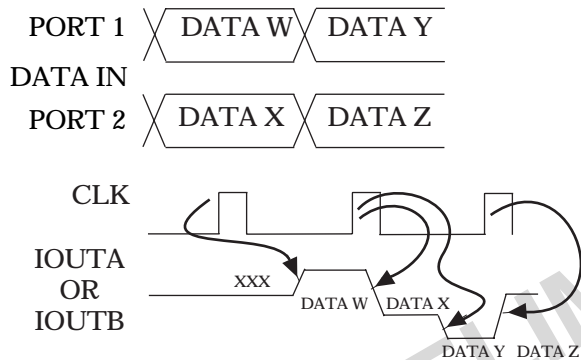 PORT 1 DATA W DATA Y
DATA IN
PORT 2 DATA X DATA Z
CLK
IOUTA
OR
IOUTB
XXX
DATA W DATA X
DATA Y DATA Z